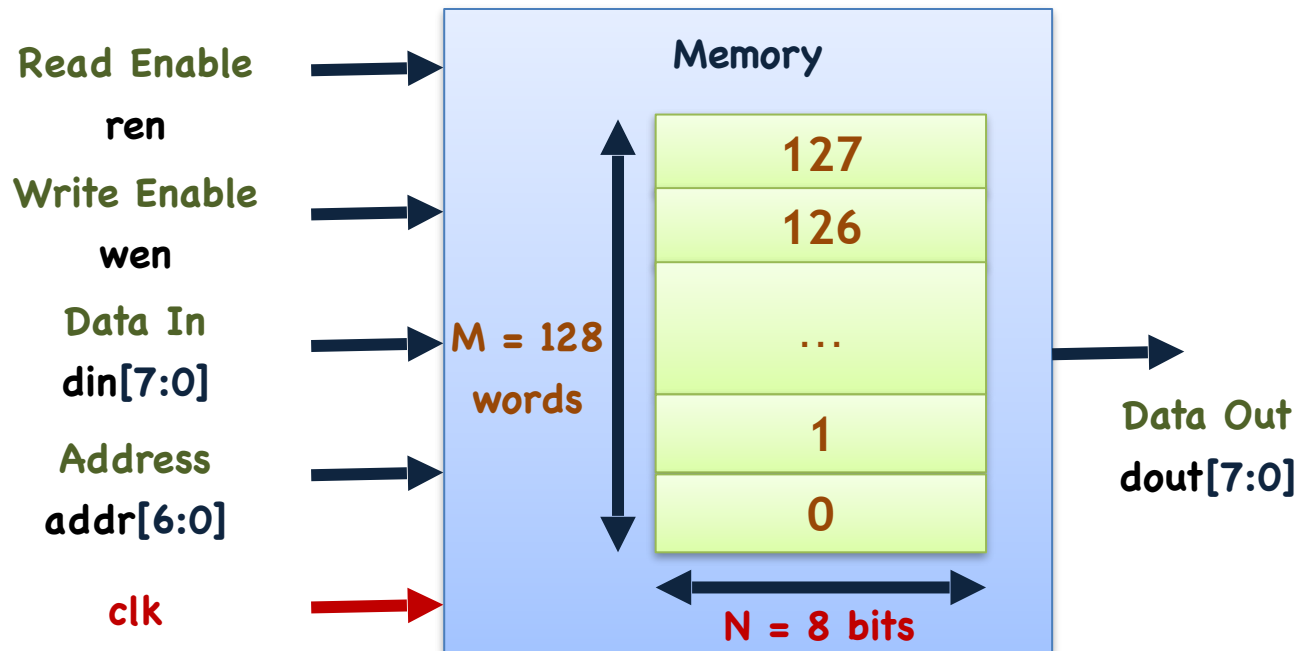 Read Enable
ren
Write Enable
wen
Data In
din[7:0]
Address
addr[6:0]
clk
Memory
M = 128
words
127
126
...
1
0
N = 8 bits
Data Out
dout[7:0]